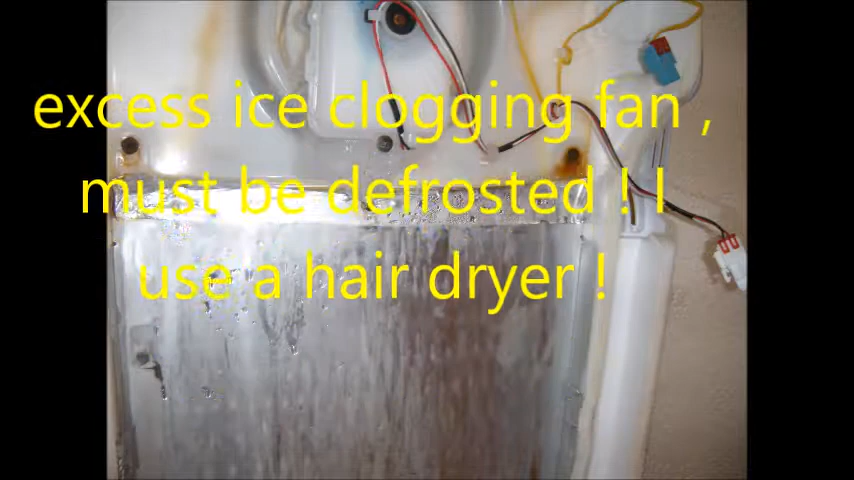 excess ice clogging fan ,
must be defrosted ! I
use a hair dryer !